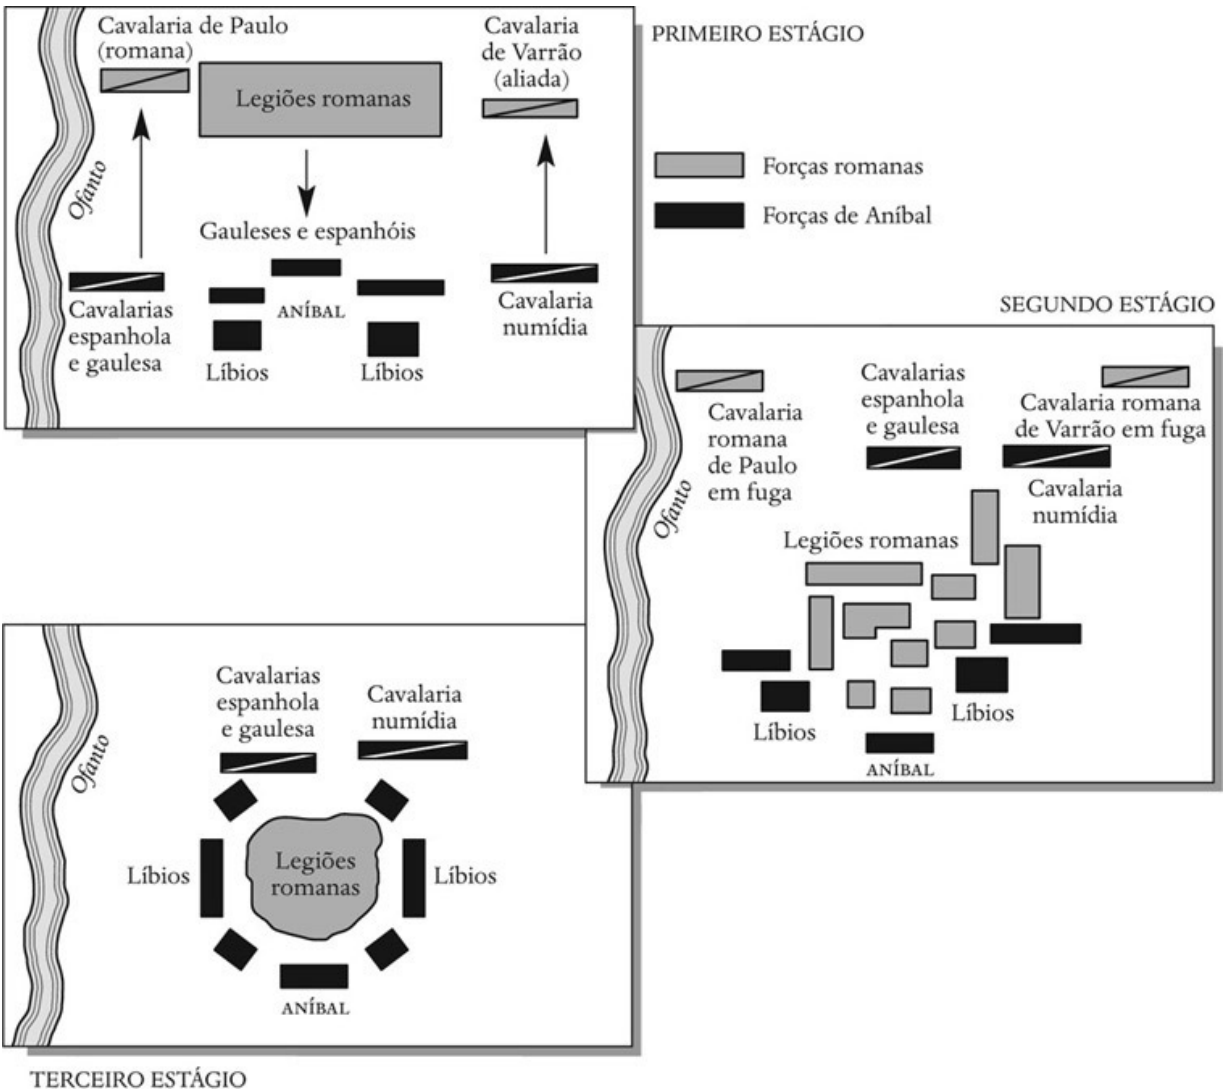 Cavalaria de Paulo
(romana)
Cavalaria
de Varrão
(aliada)
Legiões romanas
Ofanto
Gauleses e espanhóis
ANÍBAL
Cavalarias
espanhola
e gaulesa
Líbios
Líbios
Cavalaria
numídia
PRIMEIRO ESTÁGIO
Forças romanas
Forças de Aníbal
SEGUNDO ESTÁGIO
Cavalaria
romana
de Paulo
em fuga
Cavalarias
espanhola
e gaulesa
Cavalaria romana
de Varrão em fuga
Cavalaria
numídia
Ofanto
Legiões romanas
Líbios
Líbios
ANÍBAL
Cavalarias
espanhola
e gaulesa
Cavalaria
numídia
Ofanto
Líbios
Legiões
romanas
Líbios
ANÍBAL
TERCEIRO ESTÁGIO